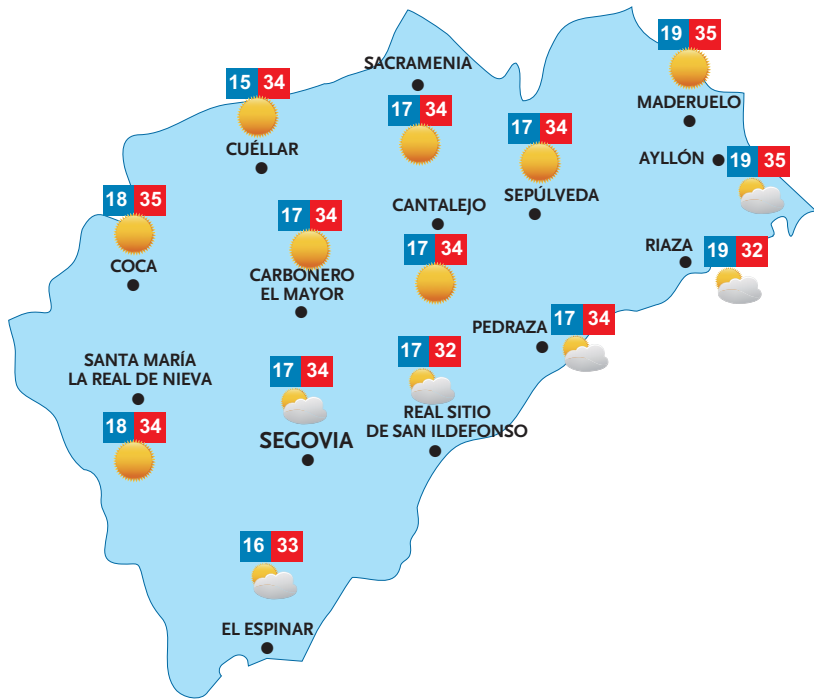 19 35
MADERUELO
SACRAMENIA
17 34
15 34
CUÉLLAR
17 34
SEPÚLVEDA
AYLLÓN
19 35
18 35
COCA
17 34
CARBONERO
EL MAYOR
CANTALEJO
17 34
RIAZA
19 32
PEDRAZA
17 34
SANTA MARÍA
LA REAL DE NIEVA
18 34
17 34
SEGOVIA
17 32
REAL SITIO
DE SAN ILDEFONSO
16 33
EL ESPINAR